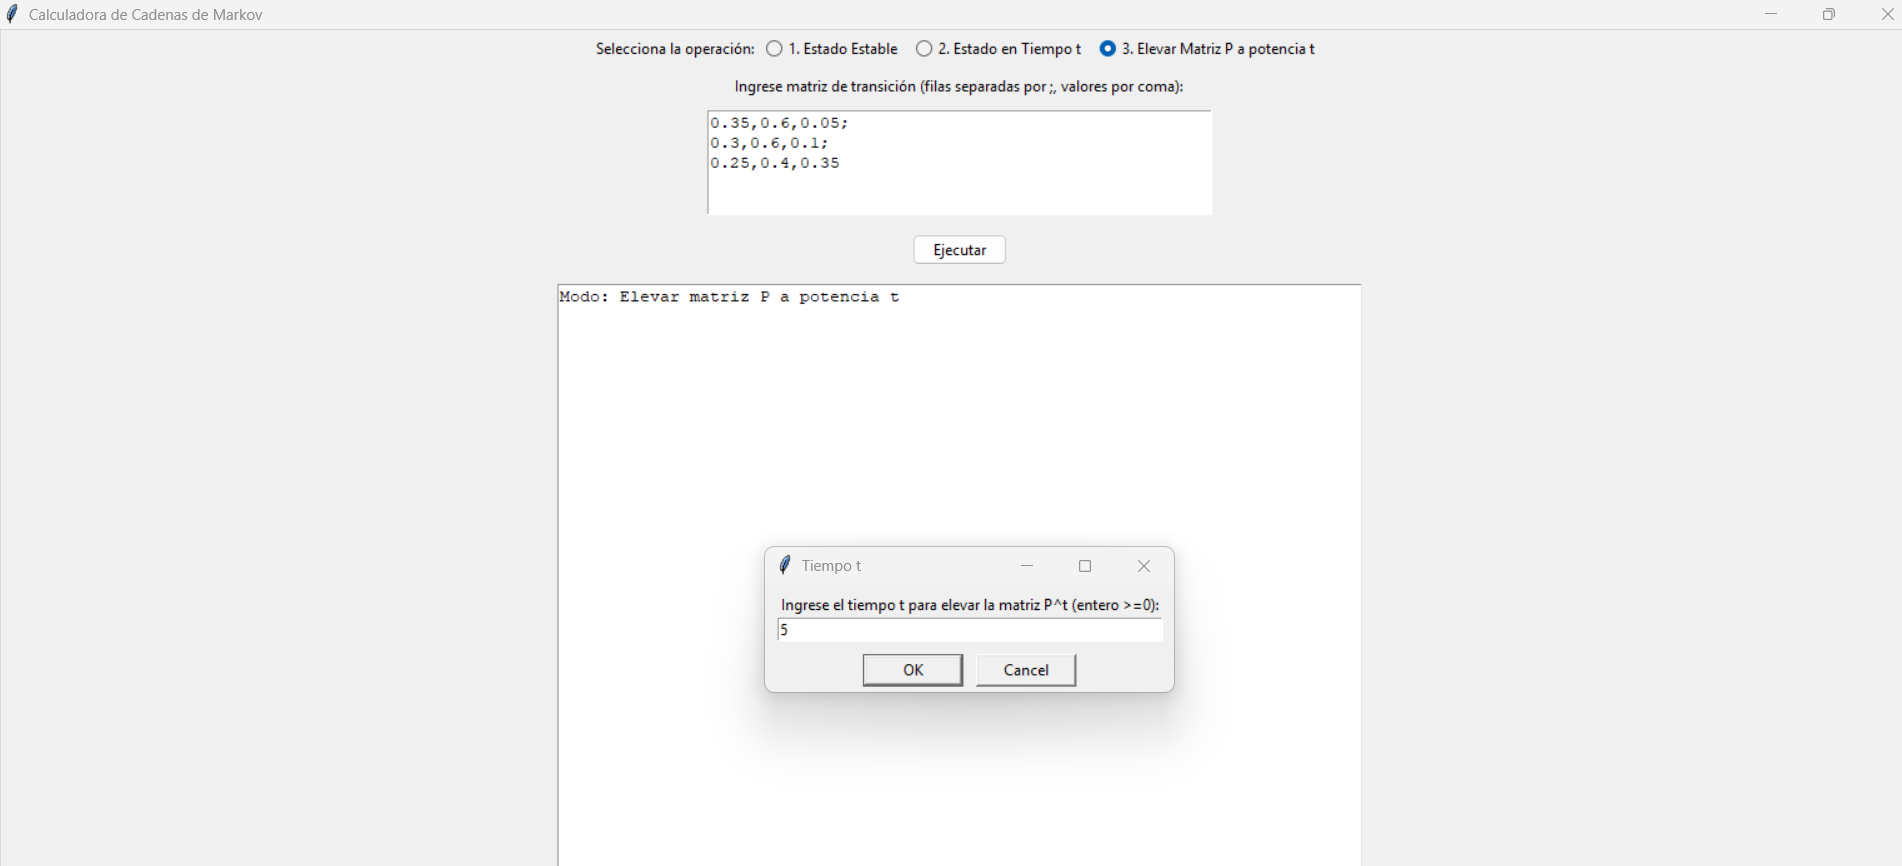 Calculadora de Cadenas de Markov
Selecciona la operación: 1. Estado Estable 2. Estado en Tiempo t 3. Elevar Matriz P a potencia t
Ingrese matriz de transición (filas separadas por ;, valores por coma):
0.35,0.6,0.05;
0.3,0.6,0.1;
0.25,0.4,0.35
Ejecutar
Modo: Elevar matriz P a potencia t
Tiempo t
Ingrese el tiempo t para elevar la matriz P^t (entero >=0):
5
OK Cancel